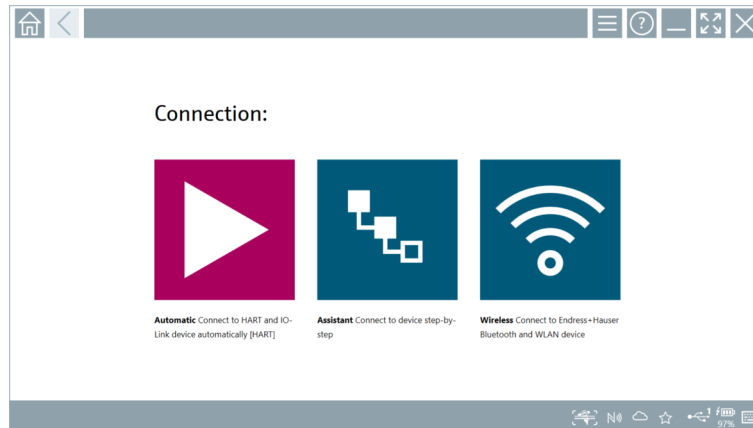 Connection:
Automatic Connect to HART and IO-
Link device automatically [HART]
Assistant Connect to device step-by-
step
Wireless Connect to Endress+Hauser
Bluetooth and WLAN device
1
97%